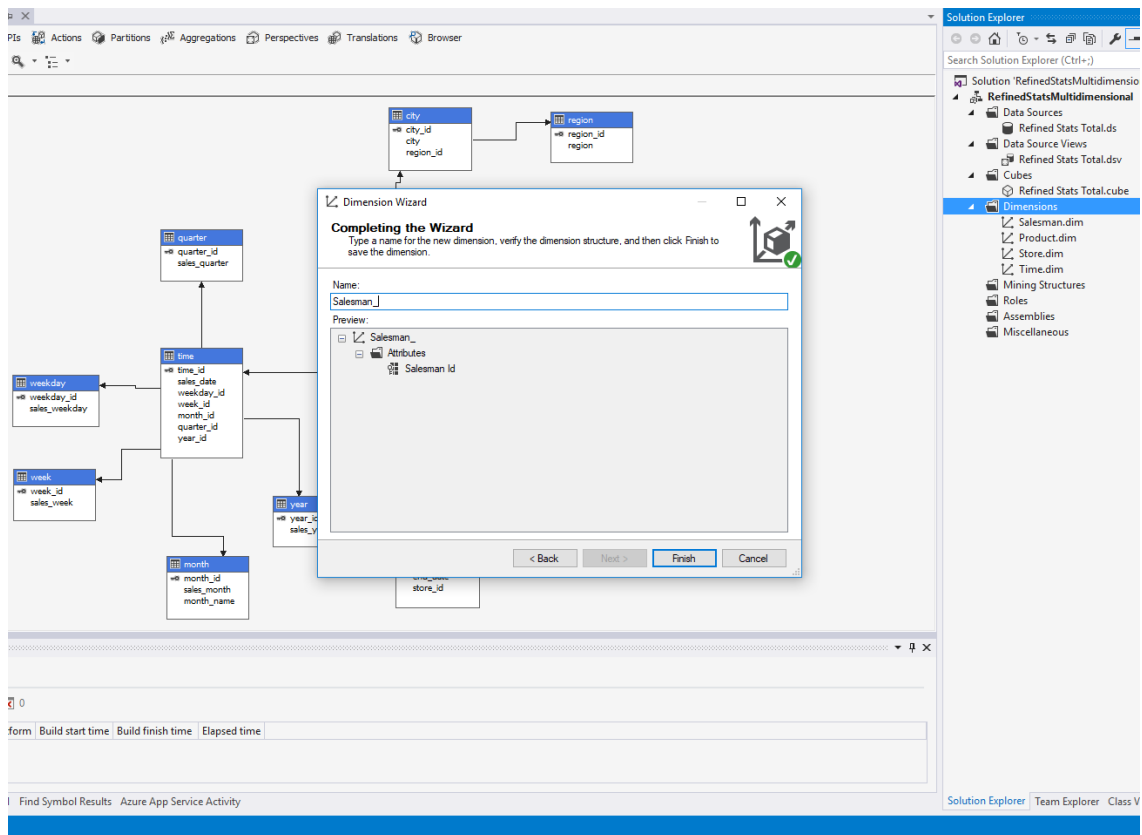 Solution Explorer
PIs Actions Partitions Aggregations Perspectives Translations Browser
Search Solution Explorer (Ctrl+;)
Solution 'RefinedStatsMultidimensio
RefinedStatsMultidimensional
Data Sources
Refined Stats Total.ds
Data Source Views
Refined Stats Total.dsv
Cubes
Refined Stats Total.cube
Dimensions
Salesman.dim
Product.dim
Store.dim
Time.dim
Mining Structures
Roles
Assemblies
Miscellaneous
city
city_id
city
region_id
region
region_id
region
quarter
quarter_id
sales_quarter
time
time_id
sales_date
weekday_id
week_id
month_id
quarter_id
year_id
weekday
weekday_id
sales_weekday
week
week_id
sales_week
year
year_id
sales_y
month
month_id
sales_month
month_name
store_id
Dimension Wizard
Completing the Wizard
Type a name for the new dimension, verify the dimension structure, and then click Finish to
save the dimension.
Name:
Salesman_
Preview:
Salesman_
Attributes
Salesman Id
< Back Next > Finish Cancel
0
tform Build start time Build finish time Elapsed time
Find Symbol Results Azure App Service Activity
Solution Explorer Team Explorer Class V